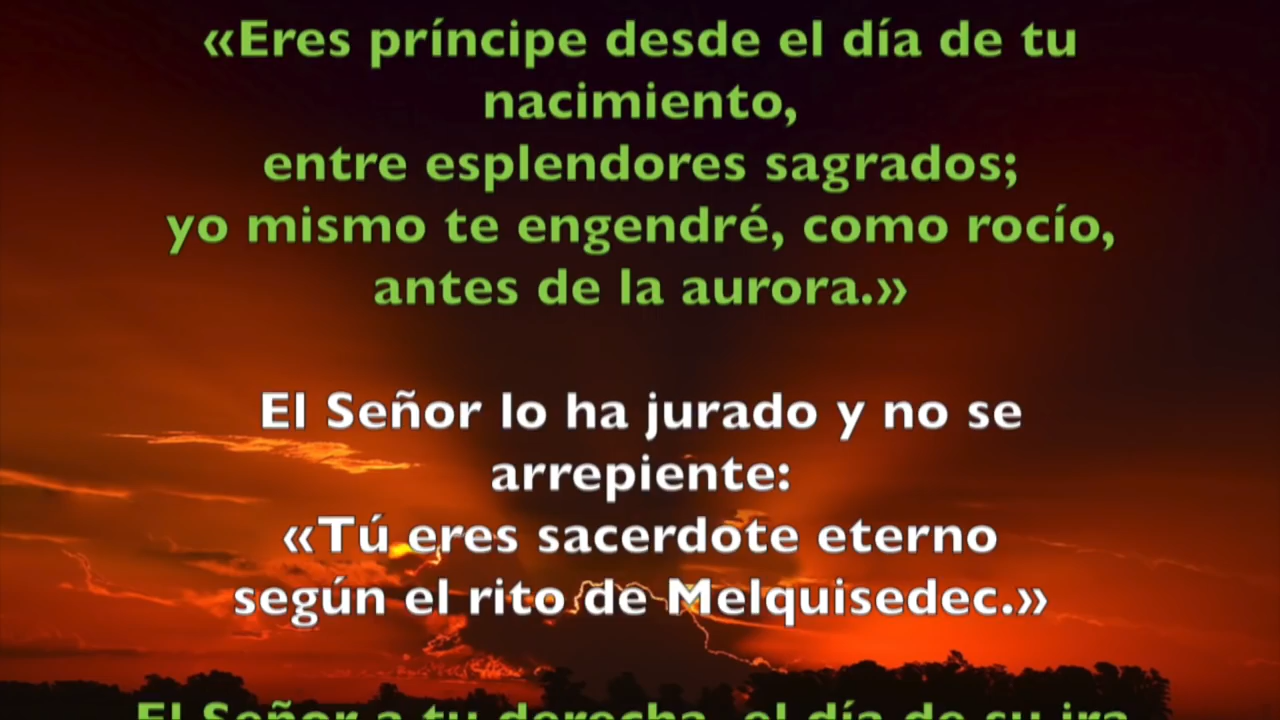 «Eres príncipe desde el día de tu
nacimiento,
entre esplendores sagrados;
yo mismo te engendré, como rocío,
antes de la aurora.»
El Señor lo ha jurado y no se
arrepiente:
«Tú eres sacerdote eterno
según el rito de Melquisedec.»
El Señor a tu derecha, el día de su ira